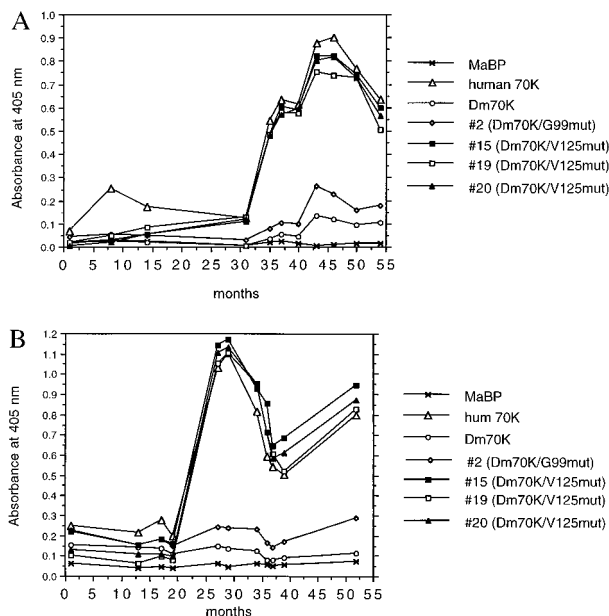 A
Absorbance at 405 nm
1.0
0.9
0.8
0.7
0.6
0.5
0.4
0.3
0.2
0.1
0.0
0 5 10 15 20 25 30 35 40 45 50 55
months
MaBP
human 70K
Dm70K
#2 (Dm70K/G99mut)
#15 (Dm70K/V125mut)
#19 (Dm70K/V125mut)
#20 (Dm70K/V125mut)
B
Absorbance at 405 nm
1.2
1.1
1.0
0.9
0.8
0.7
0.6
0.5
0.4
0.3
0.2
0.1
0.0
0 5 10 15 20 25 30 35 40 45 50 55
months
MaBP
hum 70K
Dm70K
#2 (Dm70K/G99mut)
#15 (Dm70K/V125mut)
#19 (Dm70K/V125mut)
#20 (Dm70K/V125mut)